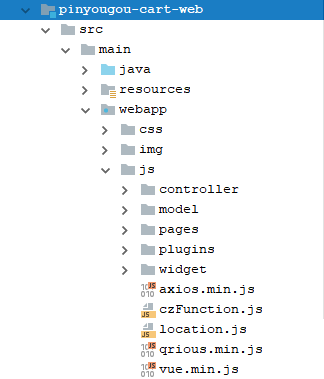 pinyougou-cart-web
src
main
java
resources
webapp
css
img
js
controller
model
pages
plugins
widget
axios.min.js
czFunction.js
location.js
qrious.min.js
vue.min.js